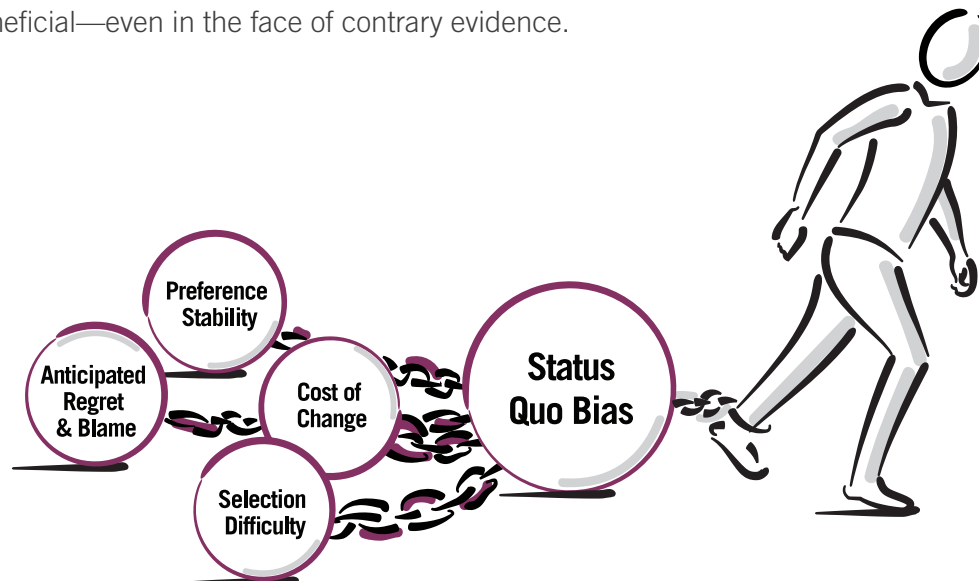 neficial—even in the face of contrary evidence.
Preference
Stability
Anticipated
Regret
& Blame
Cost of
Change
Selection
Difficulty
Status
Quo Bias